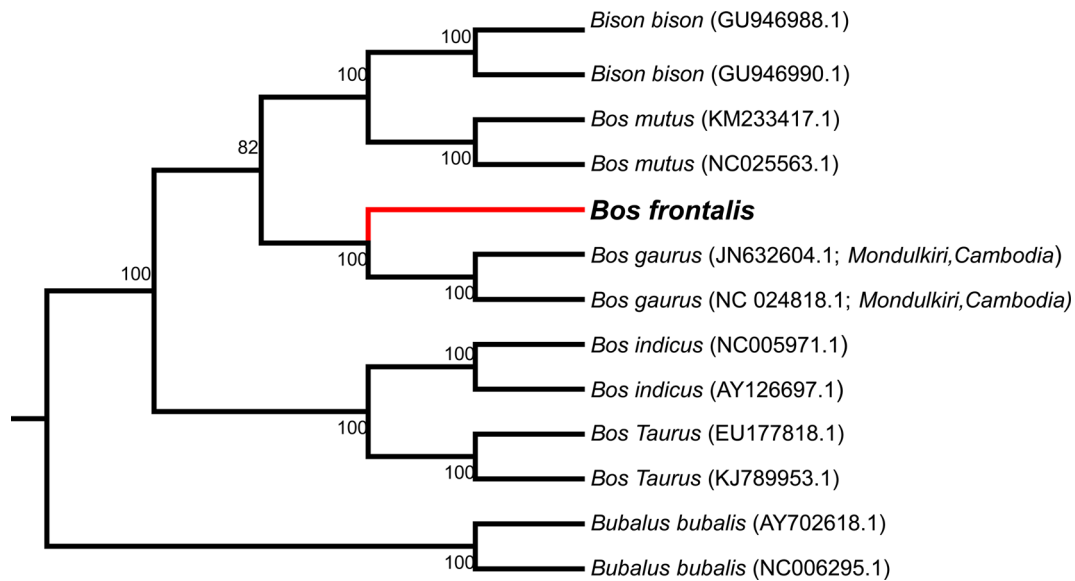 100
Bison bison (GU946988.1)
100
Bison bison (GU946990.1)
Bos mutus (KM233417.1)
82
100
Bos mutus (NC025563.1)
Bos frontalis
100
100
Bos gaurus (JN632604.1; Mondulkiri,Cambodia)
100
Bos gaurus (NC 024818.1; Mondulkiri,Cambodia)
100
Bos indicus (NC005971.1)
Bos indicus (AY126697.1)
100
Bos Taurus (EU177818.1)
100
Bos Taurus (KJ789953.1)
Bubalus bubalis (AY702618.1)
100
Bubalus bubalis (NC006295.1)